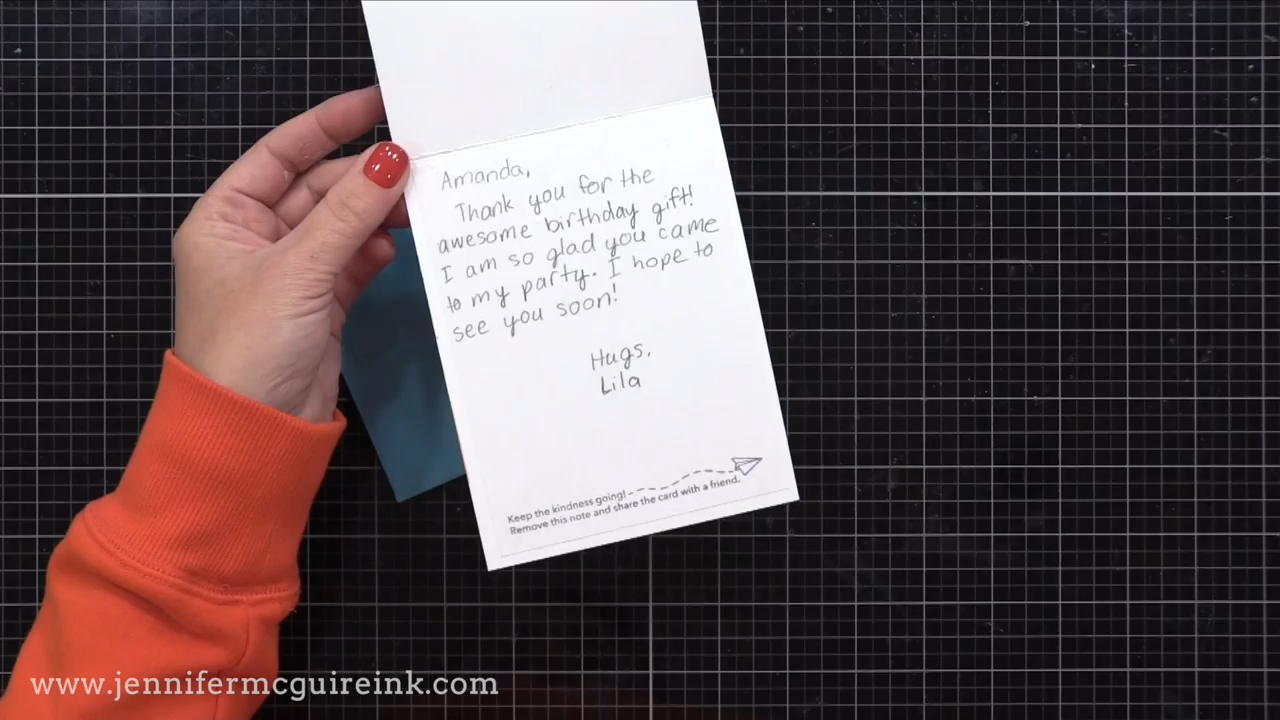 Amanda,
Thank you for the
awesome birthday gift!
I am so glad you came
to my party. I hope to
see you soon!
Hugs,
Lila
Keep the kindness going!
Remove this note and share the card with a friend.
www.jennifermcguireink.com